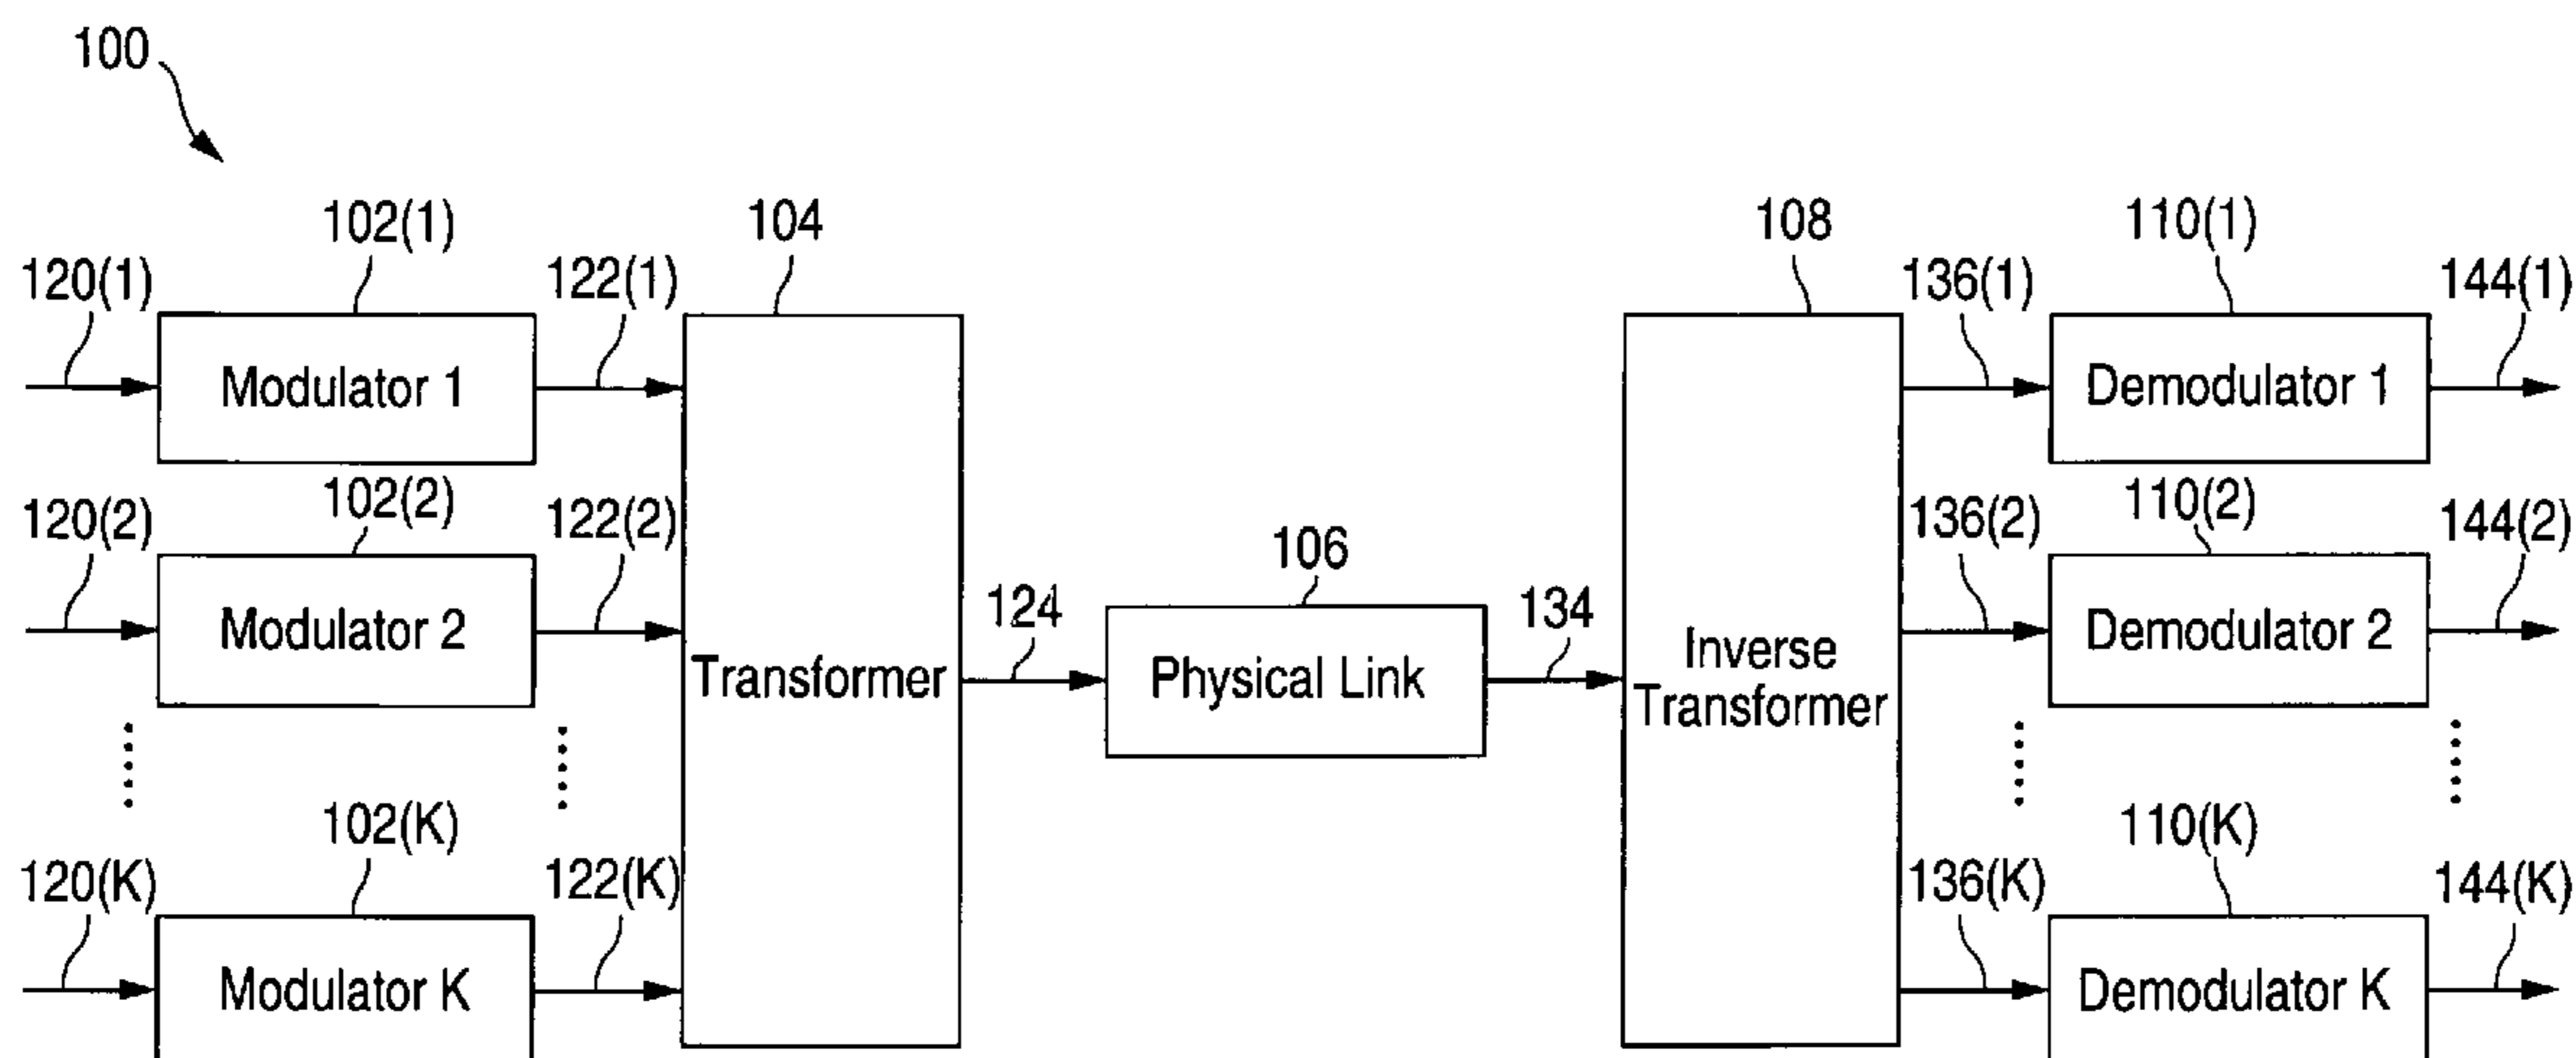 100
102(1)
104
108
110(1)
120(1)
122(1)
136(1)
144(1)
Modulator 1
Demodulator 1
102(2)
110(2)
120(2)
122(2)
136(2)
144(2)
106
Modulator 2
Demodulator 2
124
134
Transformer
Physical Link
Inverse
Transformer
102(K)
110(K)
120(K)
122(K)
136(K)
144(K)
Modulator K
Demodulator K